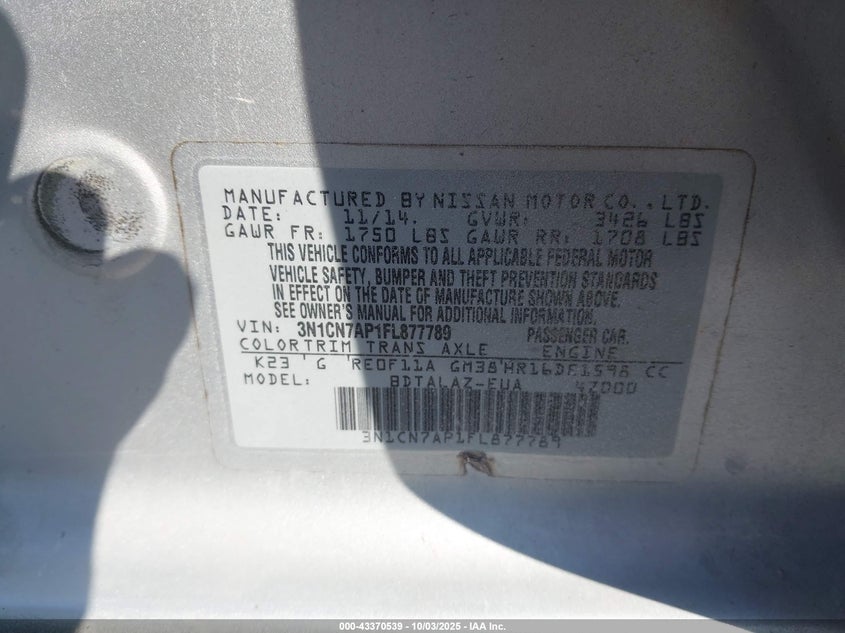 MANUFACTURED BY NISSAN MOTOR CO., LTD.
DATE: 11/14. GVWR: 3426 LBS
GAWR FR: 1750 LBS GAWR RR: 1708 LBS
THIS VEHICLE CONFORMS TO ALL APPLICABLE FEDERAL MOTOR
VEHICLE SAFETY, BUMPER AND THEFT PREVENTION STANDARDS
IN EFFECT ON THE DATE OF MANUFACTURE SHOWN ABOVE.
SEE OWNER'S MANUAL FOR ADDITIONAL INFORMATION.
VIN: 3N1CN7AP1FL877789 PASSENGER CAR.
COLORTRIM TRANS AXLE ENGINE
K23 'G 'RE0F11A GM38'HR16DE1598 CC
MODEL: BDTALAZ-EUA 47000
3N1CN7AP1FL877789
000-43370539 - 10/03/2025 - IAA Inc.